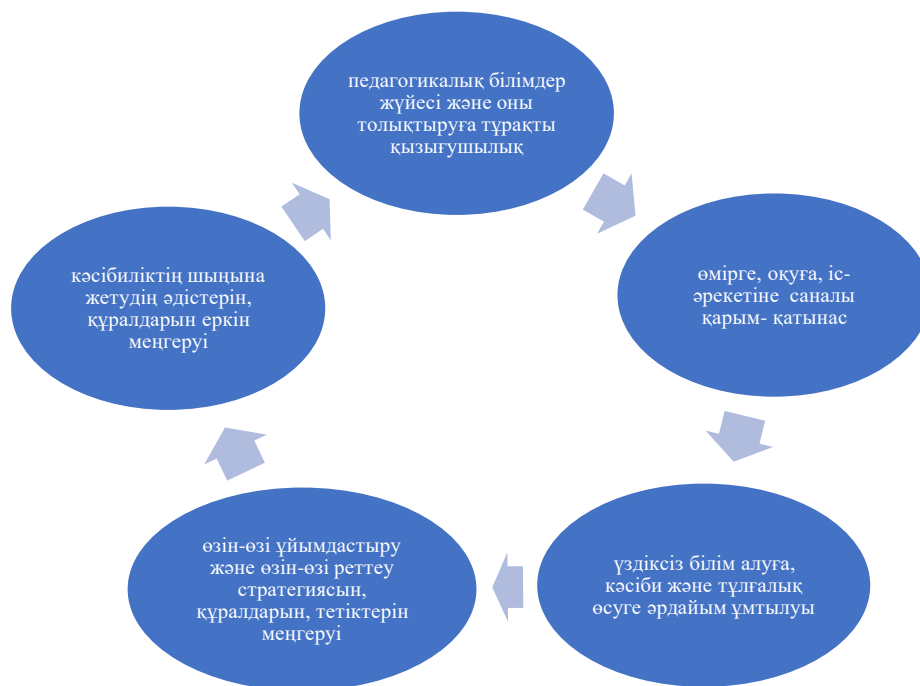 педагогикалық білімдер
жүйесі және оны
толықтыруға тұрақты
қызығушылық
өмірге, оқуға, іс-
әрекетіне  саналы
қарым- қатынас
үздіксіз білім алуға,
кәсіби және тұлғалық
өсуге әрдайым ұмтылуы
өзін-өзі ұйымдастыру
және өзін-өзі реттеу
стратегиясын,
құралдарын, тетіктерін
меңгеруі
кәсібиліктің шыңына
жетудің әдістерін,
құралдарын еркін
меңгеруі